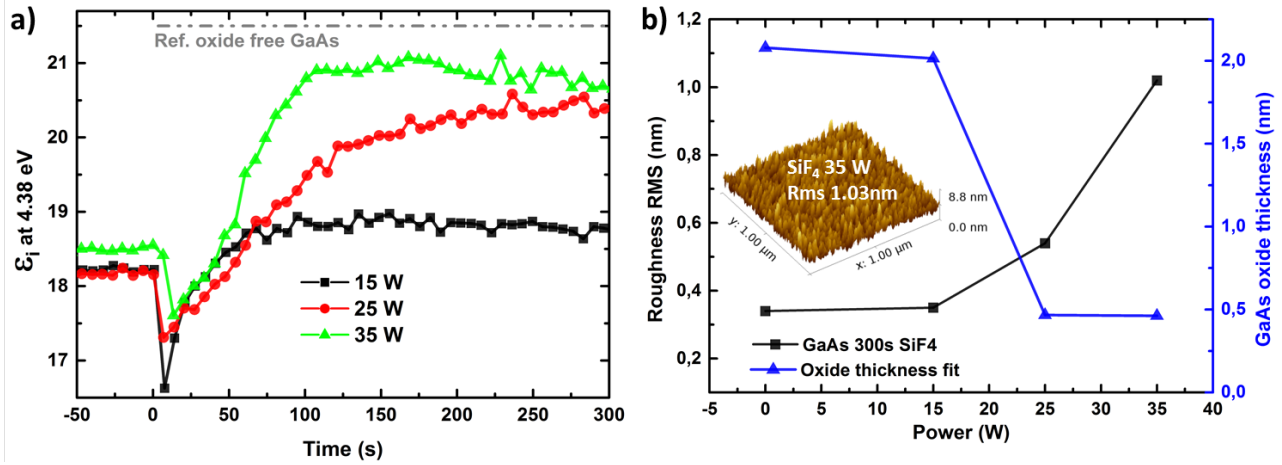 a)
Ref. oxide free GaAs
εi at 4.38 eV
21
20
19
18
17
15 W
25 W
35 W
-50
0
50
100
150
200
250
300
Time (s)
b)
1,2
1,0
0,8
0,6
0,4
0,2
Roughness RMS (nm)
SiF4 35 W
Rms 1.03nm
8.8 nm
0.0 nm
y: 1.00 µm
x: 1.00 µm
GaAs 300s SiF4
Oxide thickness fit
2,0
1,5
1,0
0,5
0,0
GaAs oxide thickness (nm)
-5
0
5
10
15
20
25
30
35
40
Power (W)